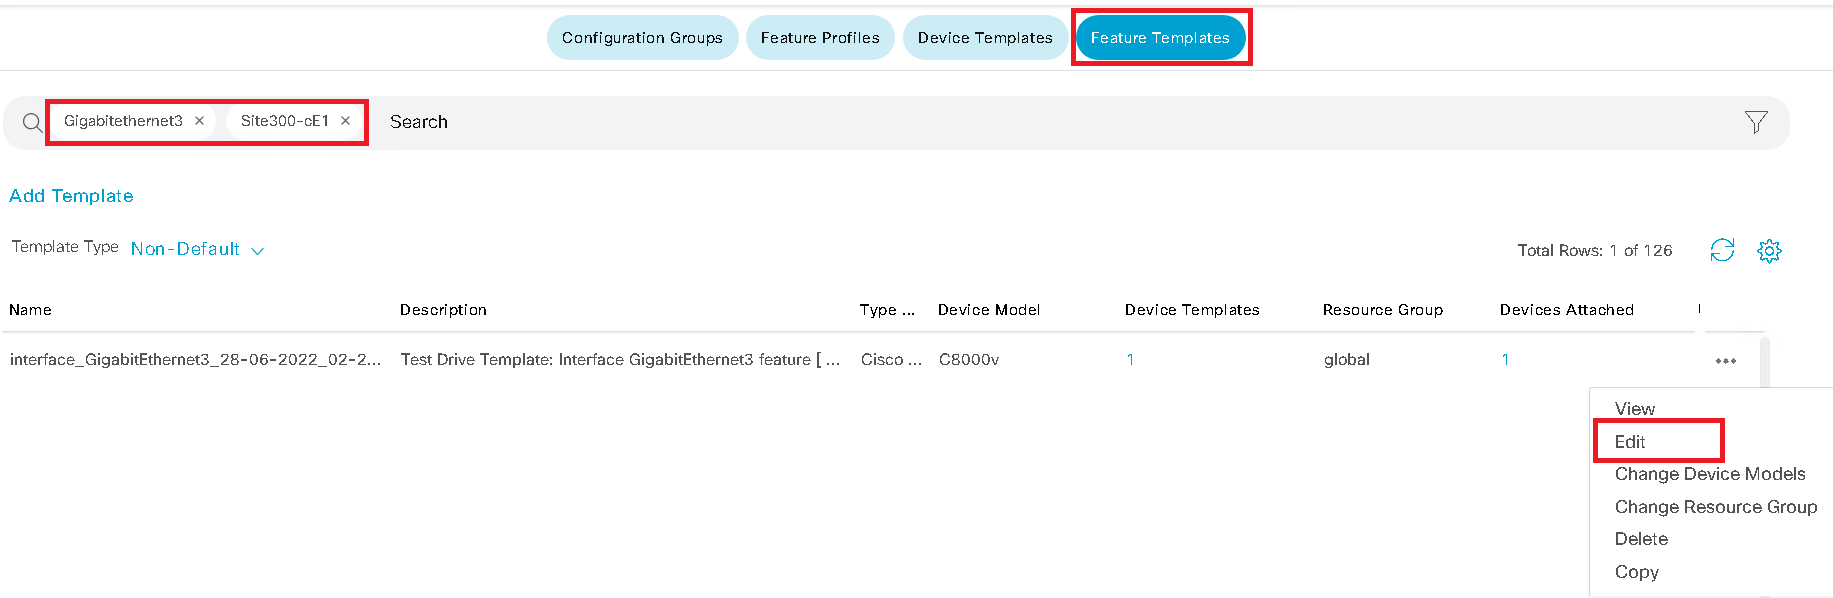 Configuration Groups Feature Profiles Device Templates Feature Templates
Gigabitethernet3 × Site300-cE1 × Search
Add Template
Template Type Non-Default
Total Rows: 1 of 126
Name Description Type ... Device Model Device Templates Resource Group Devices Attached
interface_GigabitEthernet3_28-06-2022_02-2... Test Drive Template: Interface GigabitEthernet3 feature [ ... Cisco ... C8000v 1 global 1 •••
View
Edit
Change Device Models
Change Resource Group
Delete
Copy